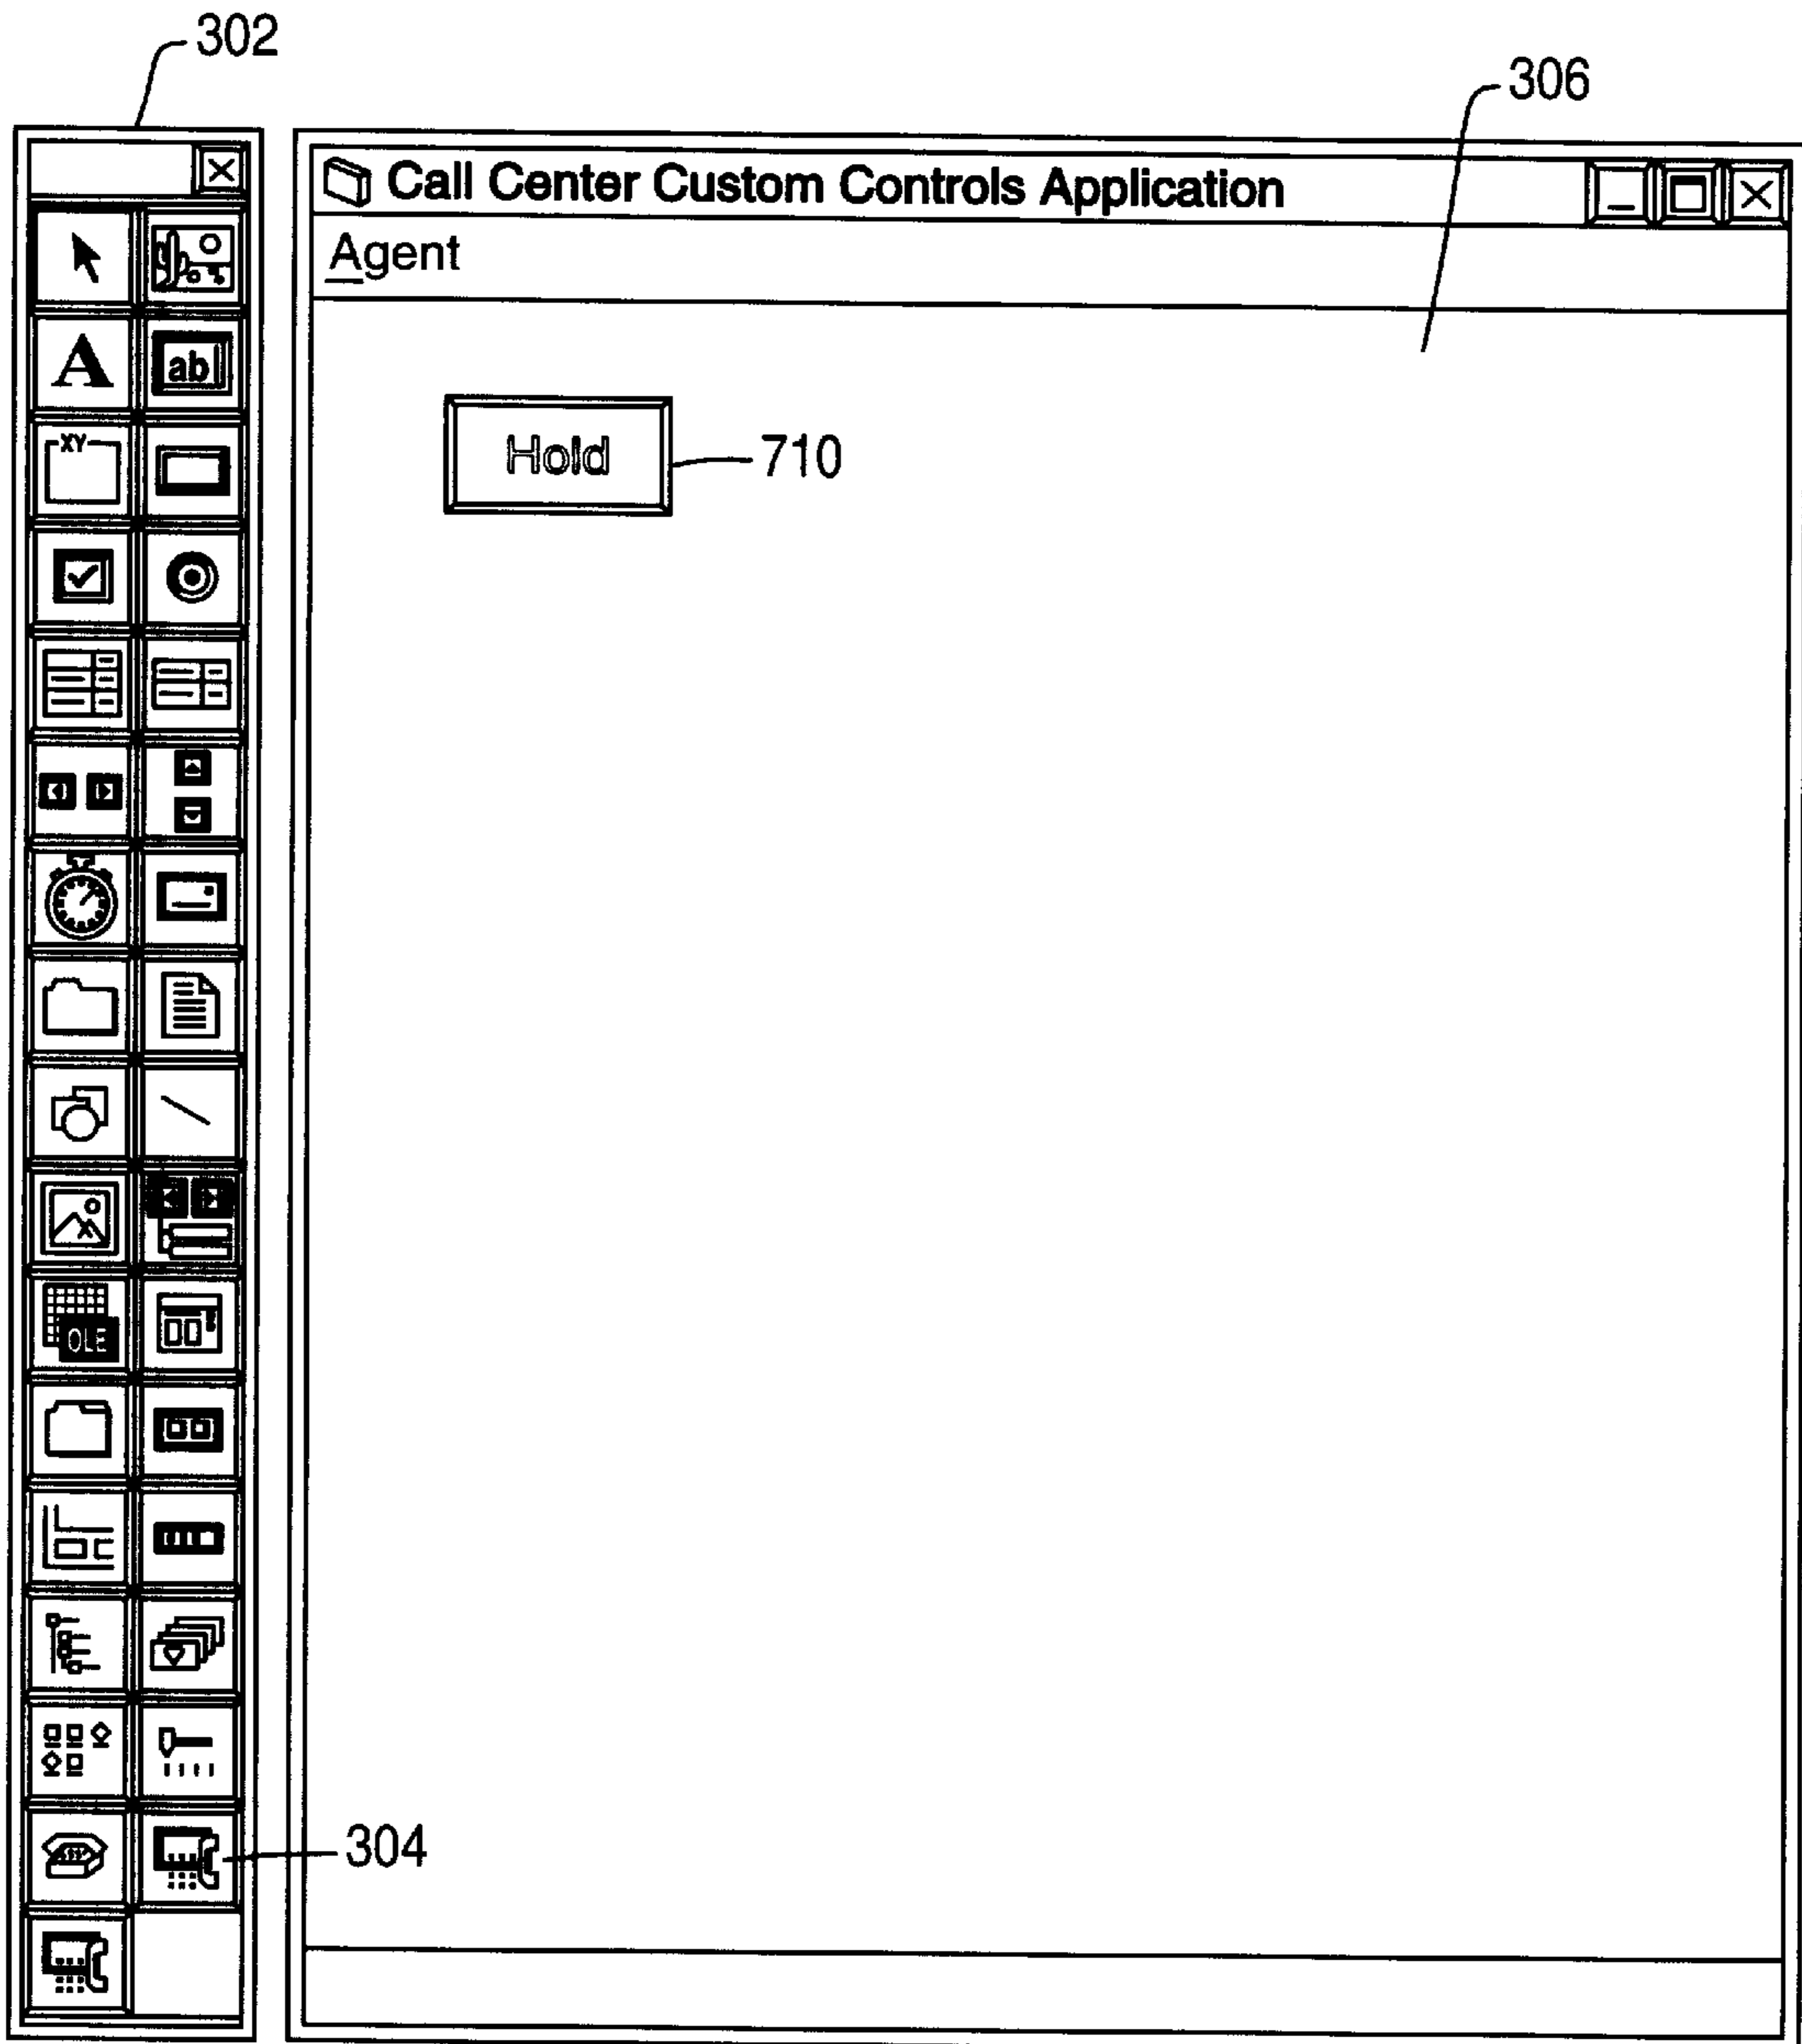 302
306
Call Center Custom Controls Application
Agent
A
ab
XY
Hold
710
OLE
304